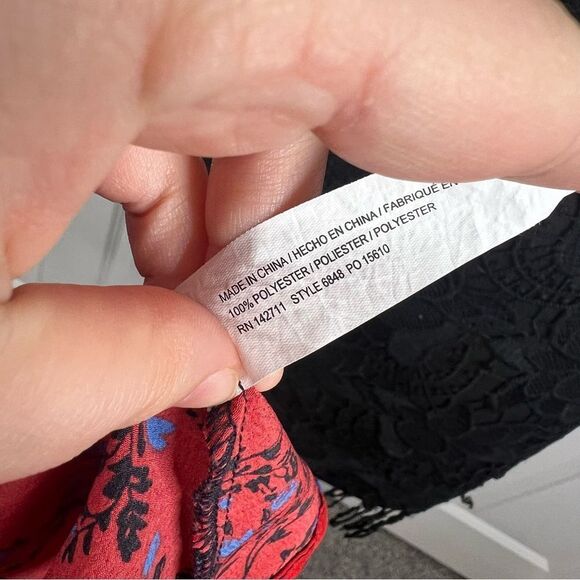 MADE IN CHINA / HECHO EN CHINA / FABRIQUE EN
100% POLYESTER / POLIESTER / POLYESTER
RN 142711 STYLE 6848 PO 15610